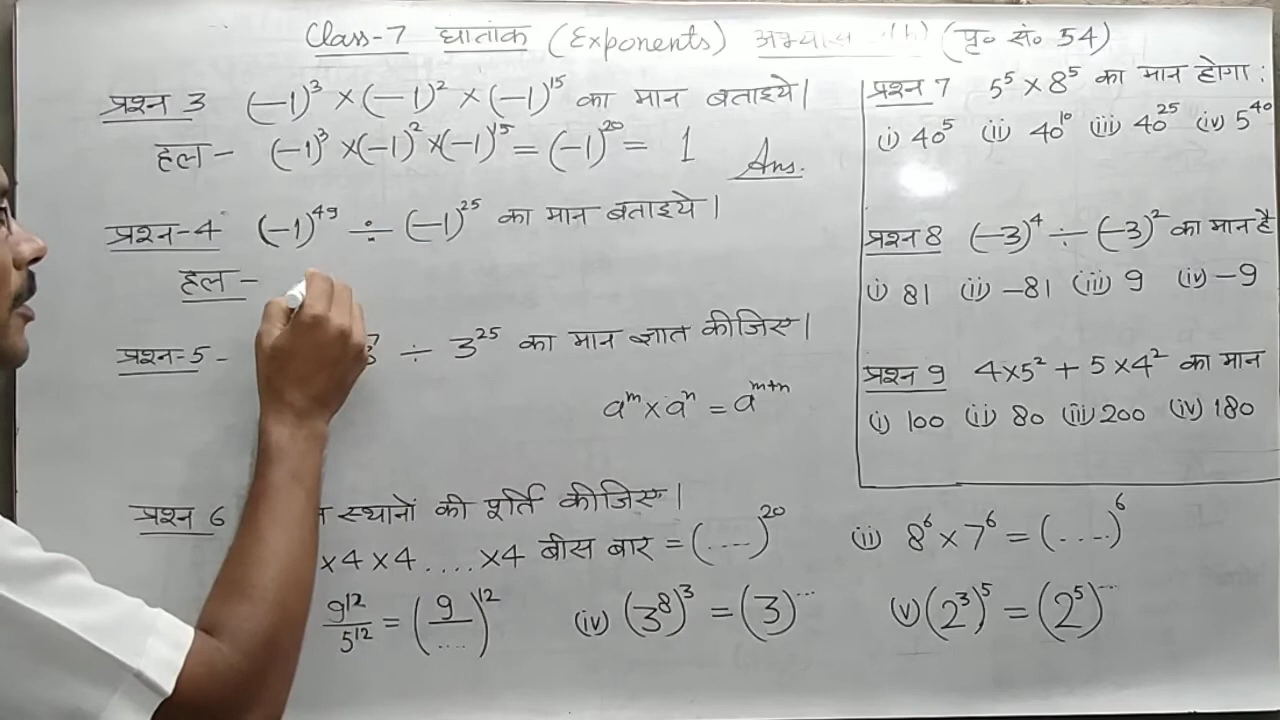 Class-7 घातांक (Exponents) अभ्यास (पृ० सं० 54)
प्रश्न 3 (−1)³ × (−1)² × (−1)¹⁵ का मान बताइये।
हल − (−1)³ × (−1)² × (−1)¹⁵ = (−1)²⁰ = 1 Ans.
प्रश्न-4 (−1)⁴⁹ ÷ (−1)²⁵ का मान बताइये।
हल −
प्रश्न-5 − ÷ 3²⁵ का मान ज्ञात कीजिए।
aᵐ × aⁿ = aᵐ⁺ⁿ
प्रश्न 6 स्थानों की पूर्ति कीजिए।
×4 ×4 .... ×4 बीस बार = (....)²⁰ (ii) 8⁶ × 7⁶ = (....)⁶
9¹²/5¹² = (9/....)¹² (iv) (3⁸)³ = (3)^... (v) (2³)⁵ = (2⁵)^...
प्रश्न 7 5⁵ × 8⁵ का मान होगा :
(i) 40⁵ (ii) 40¹⁰ (iii) 40²⁵ (iv) 5⁴⁰
प्रश्न 8 (−3)⁴ ÷ (−3)² का मान है
(i) 81 (ii) −81 (iii) 9 (iv) −9
प्रश्न 9 4×5² + 5×4² का मान
(i) 100 (ii) 80 (iii) 200 (iv) 180